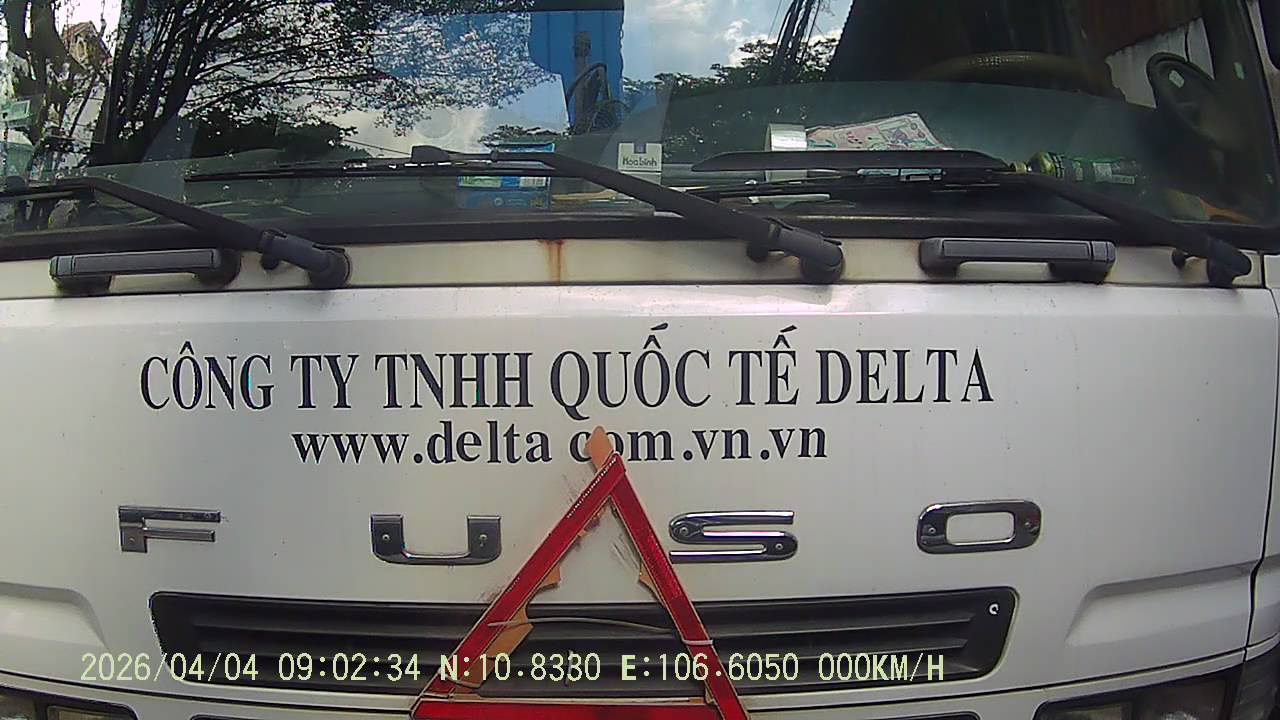 Hoabinh
CÔNG TY TNHH QUỐC TẾ DELTA
www.delta com.vn.vn
FUSO
2026/04/04 09:02:34 N:10.8330 E:106.6050 000KM/H